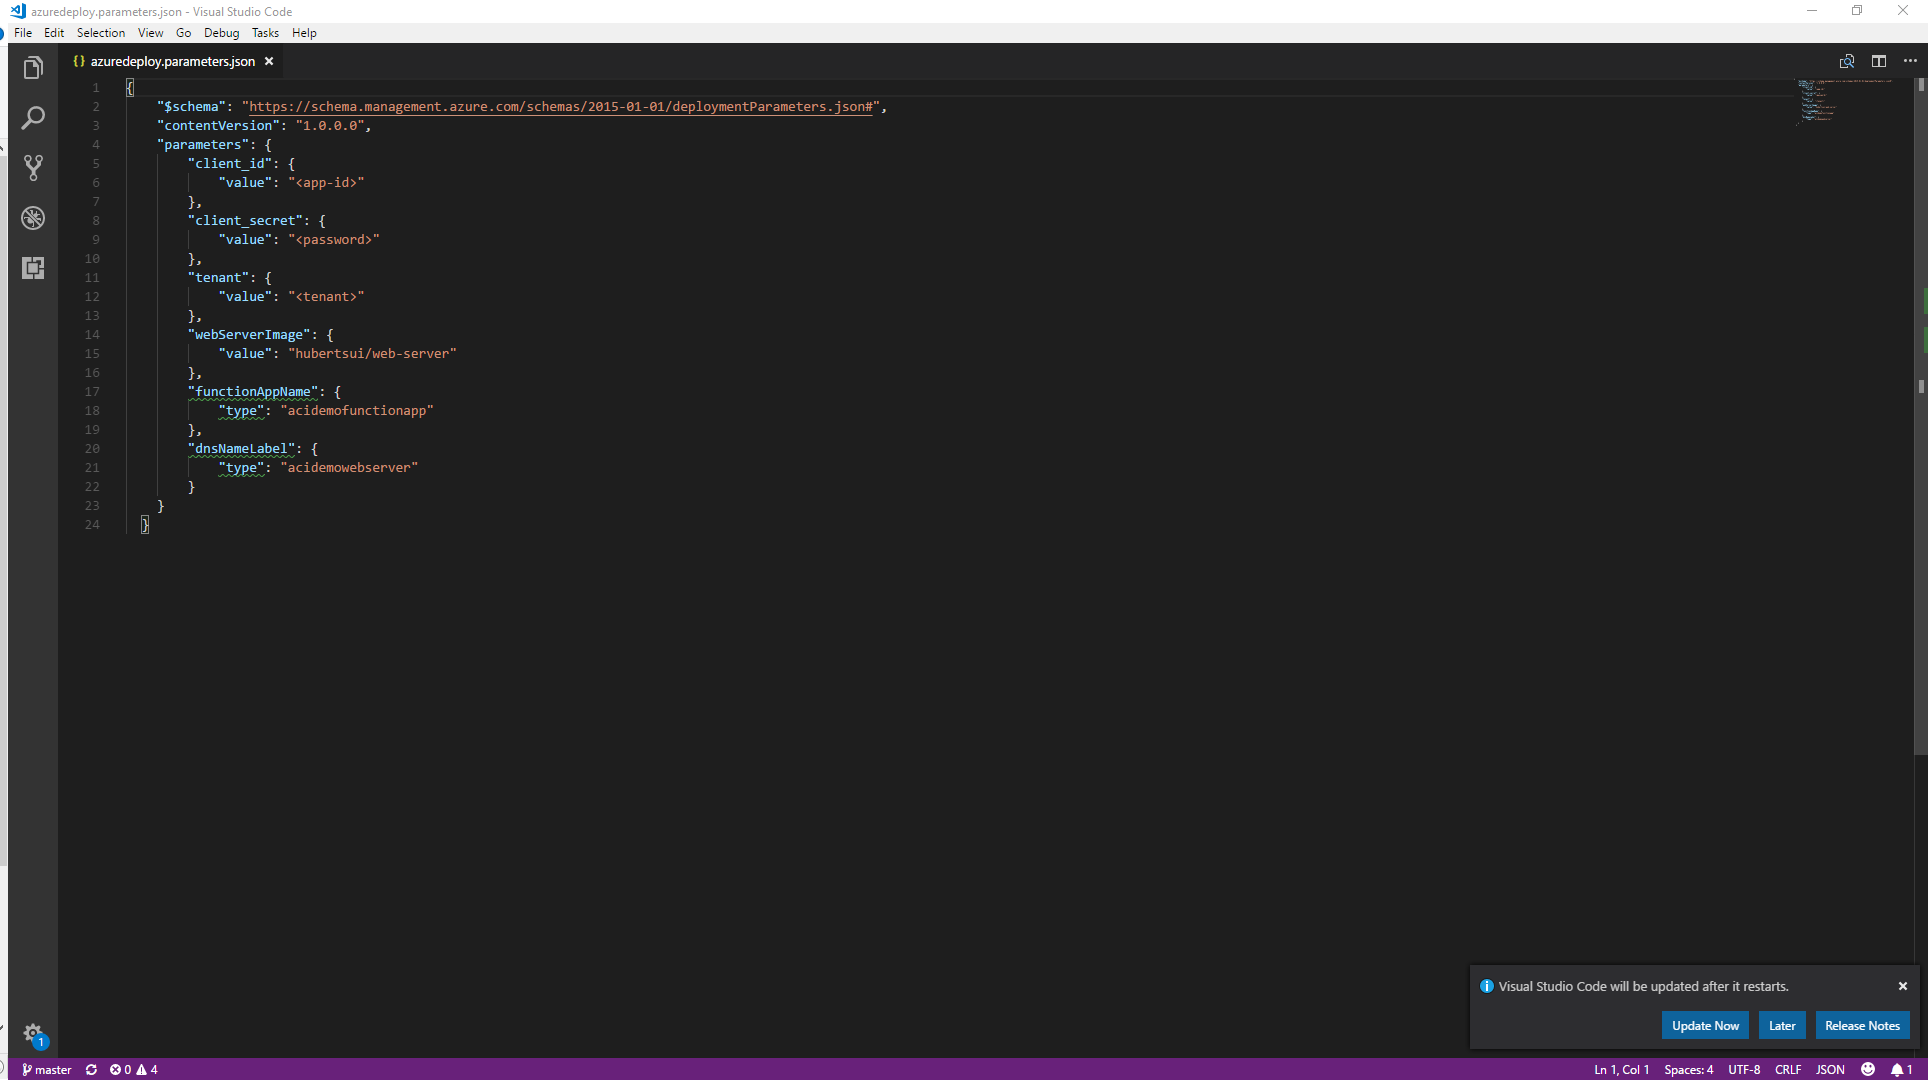 azuredeploy.parameters.json - Visual Studio Code
File Edit Selection View Go Debug Tasks Help
{} azuredeploy.parameters.json ×
1 {
2 "$schema": "https://schema.management.azure.com/schemas/2015-01-01/deploymentParameters.json#",
3 "contentVersion": "1.0.0.0",
4 "parameters": {
5 "client_id": {
6 "value": "<app-id>"
7 },
8 "client_secret": {
9 "value": "<password>"
10 },
11 "tenant": {
12 "value": "<tenant>"
13 },
14 "webServerImage": {
15 "value": "hubertsui/web-server"
16 },
17 "functionAppName": {
18 "type": "acidemofunctionapp"
19 },
20 "dnsNameLabel": {
21 "type": "acidemowebserver"
22 }
23 }
24 }
Visual Studio Code will be updated after it restarts.
Update Now Later Release Notes
1
master 0 4 Ln 1, Col 1 Spaces: 4 UTF-8 CRLF JSON 1